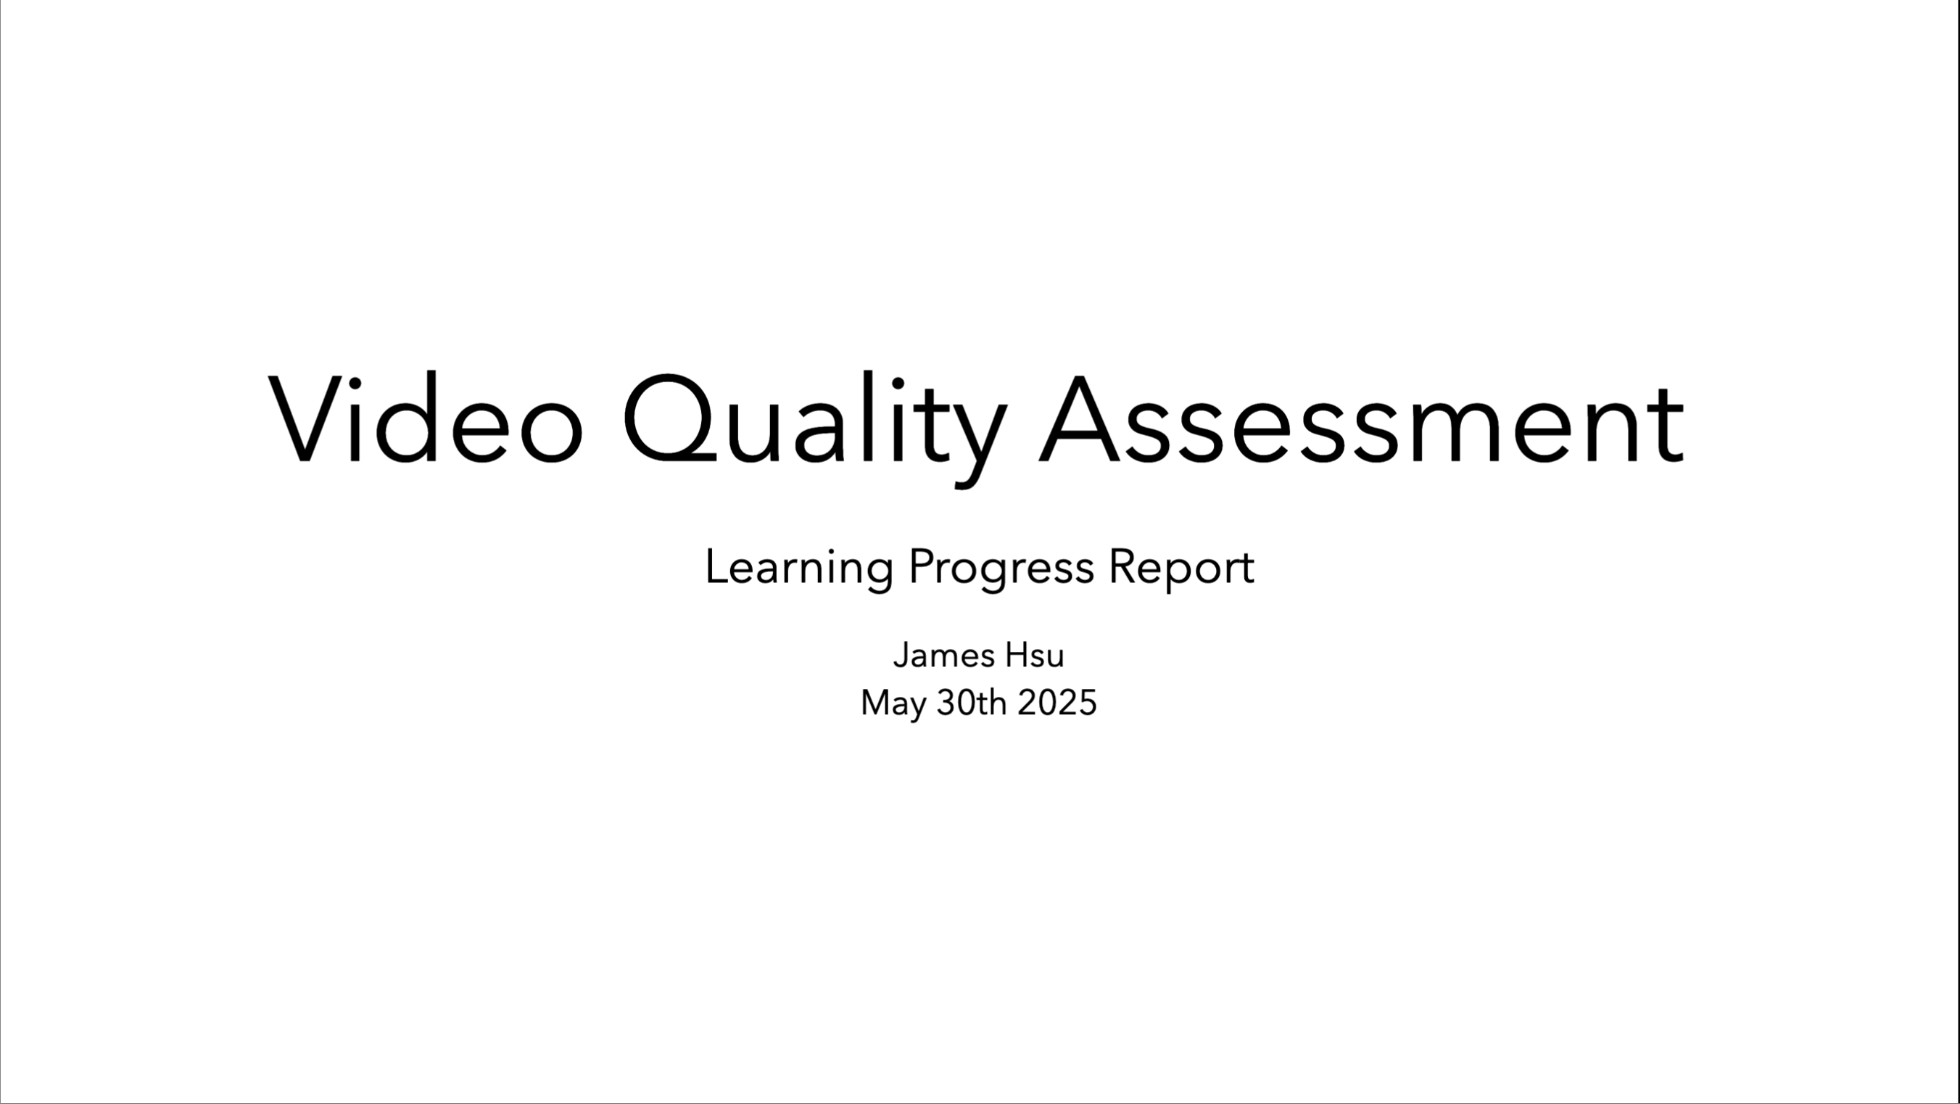 Video Quality Assessment
Learning Progress Report
James Hsu
May 30th 2025